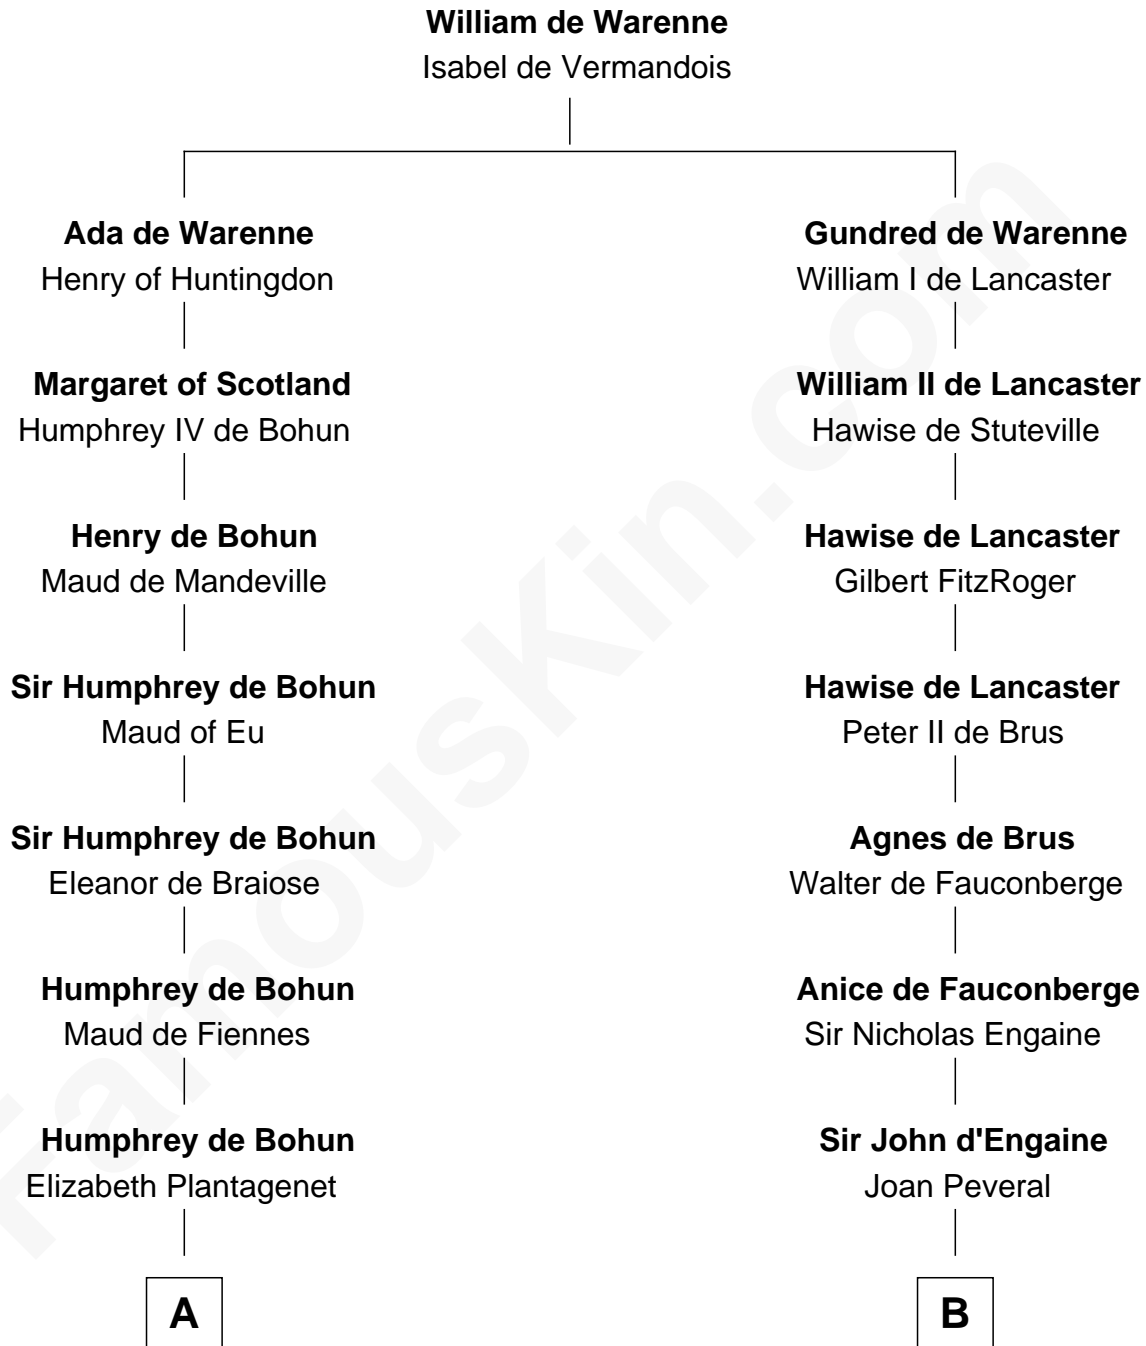 William de Warenne
Isabel de Vermandois
Ada de Warenne
Henry of Huntingdon
Gundred de Warenne
William I de Lancaster
Margaret of Scotland
Humphrey IV de Bohun
William II de Lancaster
Hawise de Stuteville
Henry de Bohun
Maud de Mandeville
Hawise de Lancaster
Gilbert FitzRoger
Sir Humphrey de Bohun
Maud of Eu
Hawise de Lancaster
Peter II de Brus
Sir Humphrey de Bohun
Eleanor de Braiose
Agnes de Brus
Walter de Fauconberge
Humphrey de Bohun
Maud de Fiennes
Anice de Fauconberge
Sir Nicholas Engaine
Humphrey de Bohun
Elizabeth Plantagenet
Sir John d'Engaine
Joan Peveral
A
B
FamousKin.com